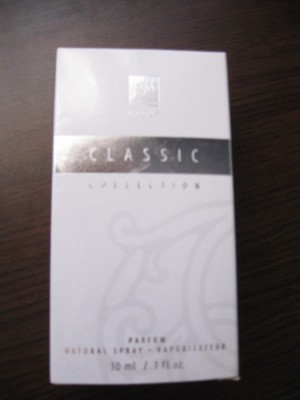 CLASSIC
COLLECTION
PARFUM
NATURAL SPRAY - VAPORISATEUR
30 ml / 1 fl.oz.